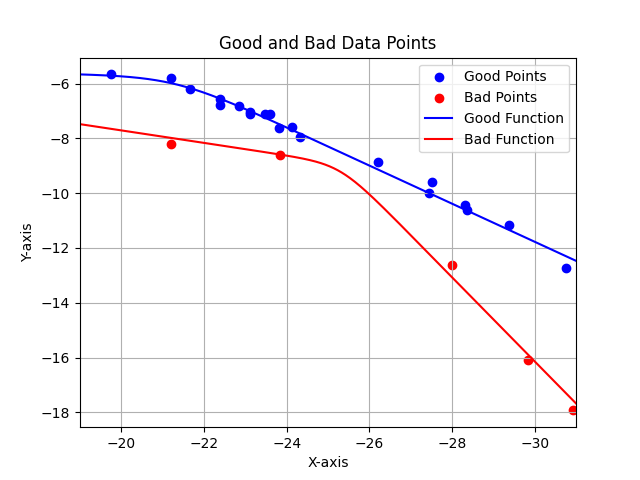 Good and Bad Data Points
Good Points
Bad Points
Good Function
Bad Function
Y-axis
−6
−8
−10
−12
−14
−16
−18
−20
−22
−24
−26
−28
−30
X-axis